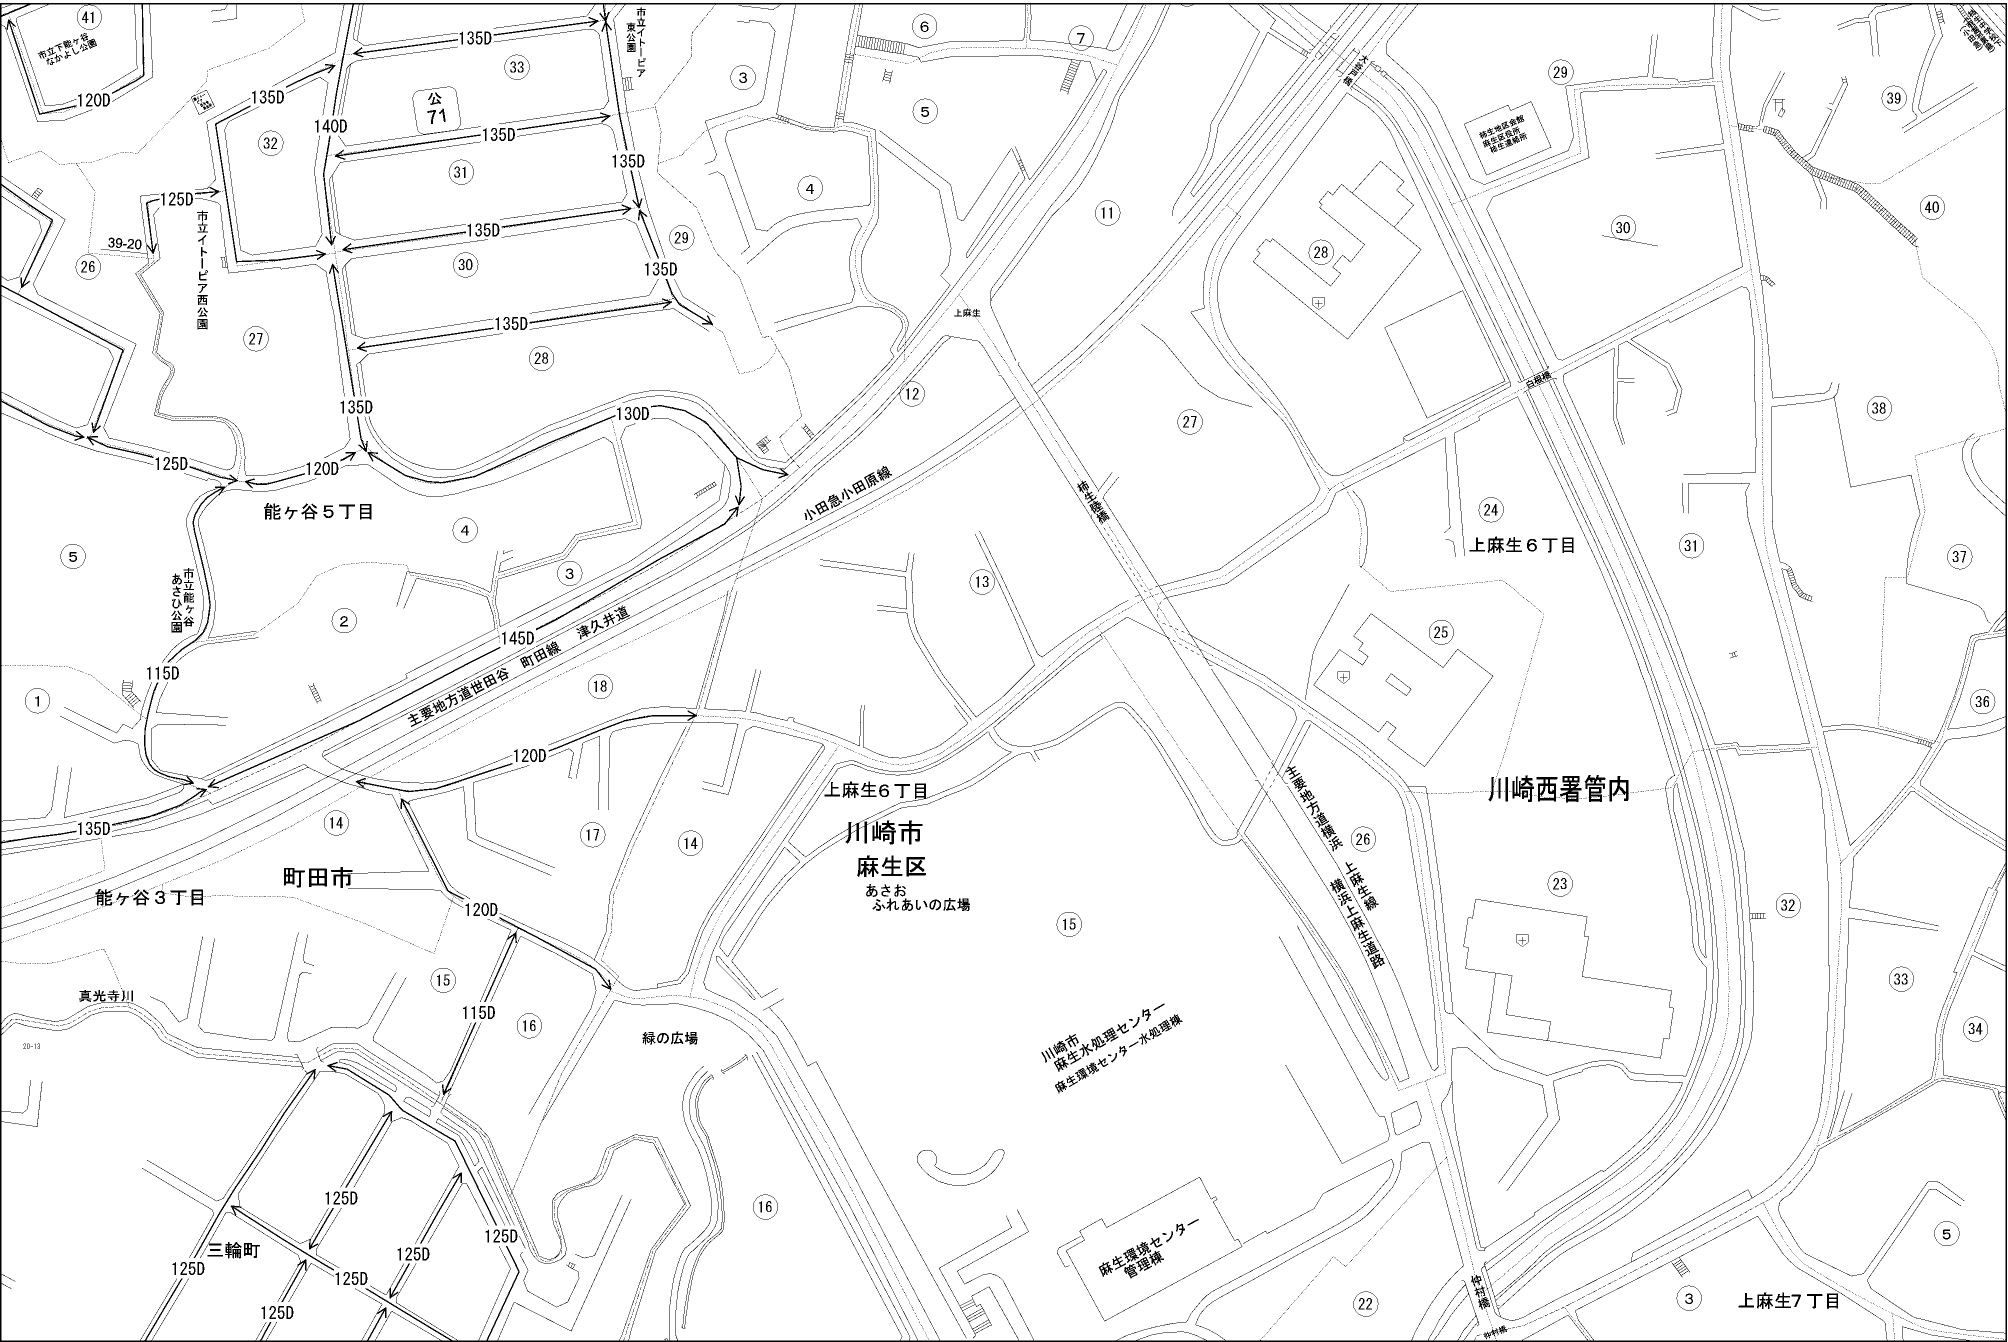 41
市立下能ヶ谷
なかよし公園
120D
135D
33
市立イトーピア
東公園
公
71
135D
32
140D
135D
135D
31
125D
39-20
26
市立イトーピア西公園
135D
30
29
135D
135D
27
28
135D
130D
125D
120D
能ヶ谷5丁目
4
5
市立能ヶ谷
あさひ公園
2
3
145D
115D
1
135D
主要地方道世田谷 町田線 津久井道
小田急小田原線
18
120D
14
町田市
能ヶ谷3丁目
17
14
120D
15
115D
16
真光寺川
20-13
緑の広場
三輪町
125D
125D
125D
125D
125D
125D
6
7
3
5
4
11
上麻生
12
13
柿生陸橋
大谷戸橋
28
27
29
柿生地区会館
麻生区役所
柿生連絡所
30
39
40
白根橋
38
24
上麻生6丁目
31
37
25
36
上麻生6丁目
川崎市
麻生区
あさお
ふれあいの広場
15
川崎西署管内
主要地方道横浜 上麻生線
横浜上麻生道路
26
23
32
33
34
川崎市
麻生水処理センター
麻生環境センター水処理棟
16
麻生環境センター
管理棟
22
仲村橋
仲村橋
3
5
上麻生7丁目